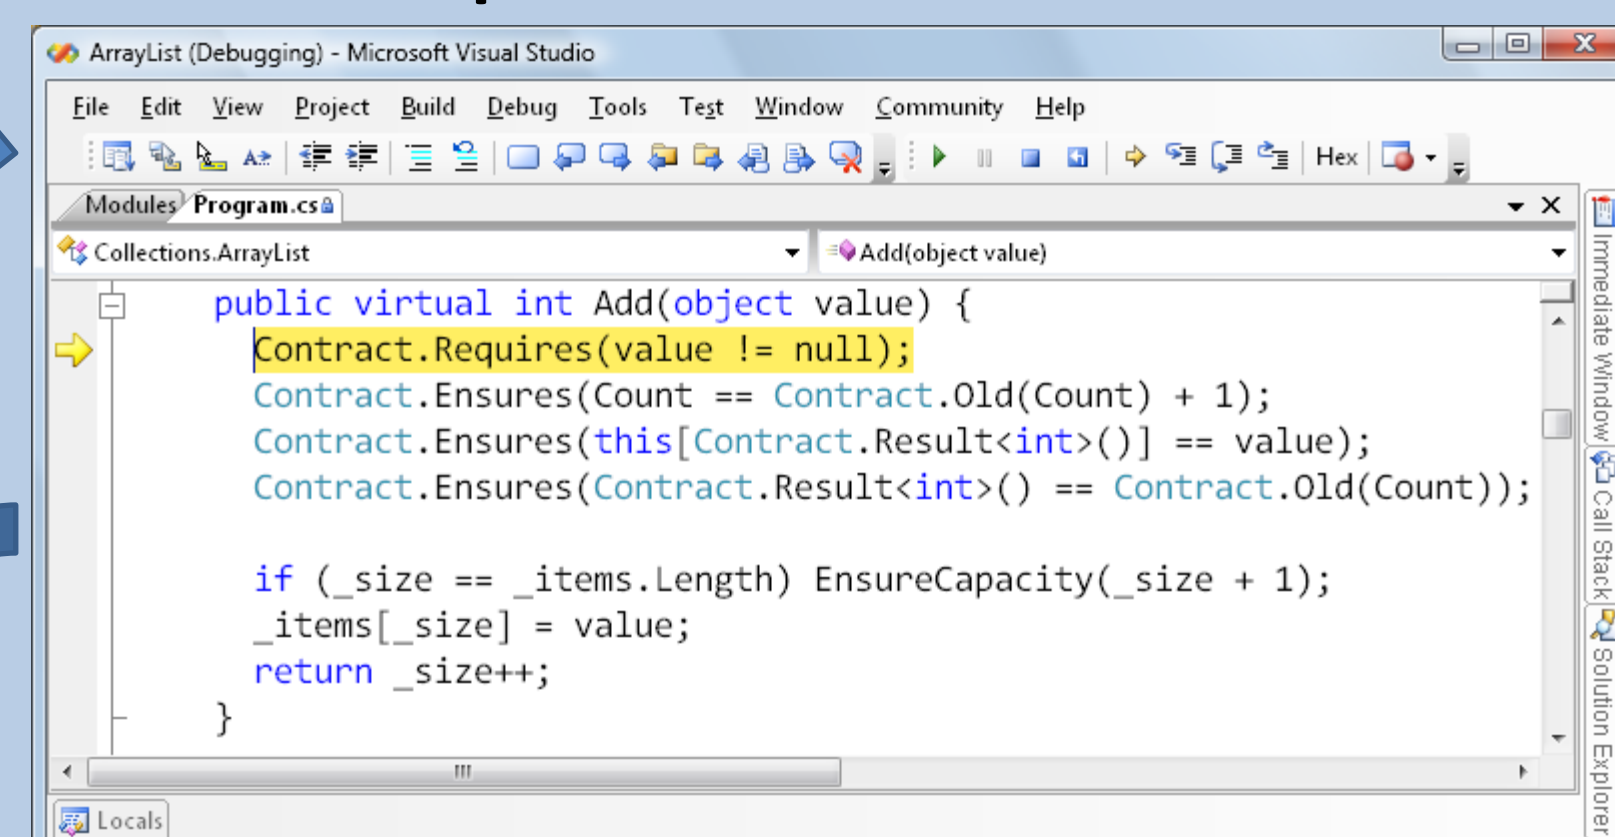 ArrayList (Debugging) - Microsoft Visual Studio
File Edit View Project Build Debug Tools Test Window Community Help
Hex
Modules Program.cs
Collections.ArrayList Add(object value)
public virtual int Add(object value) {
Contract.Requires(value != null);
Contract.Ensures(Count == Contract.Old(Count) + 1);
Contract.Ensures(this[Contract.Result<int>()] == value);
Contract.Ensures(Contract.Result<int>() == Contract.Old(Count));
if (_size == _items.Length) EnsureCapacity(_size + 1);
_items[_size] = value;
return _size++;
}
Locals
Immediate Window
Call Stack
Solution Explorer